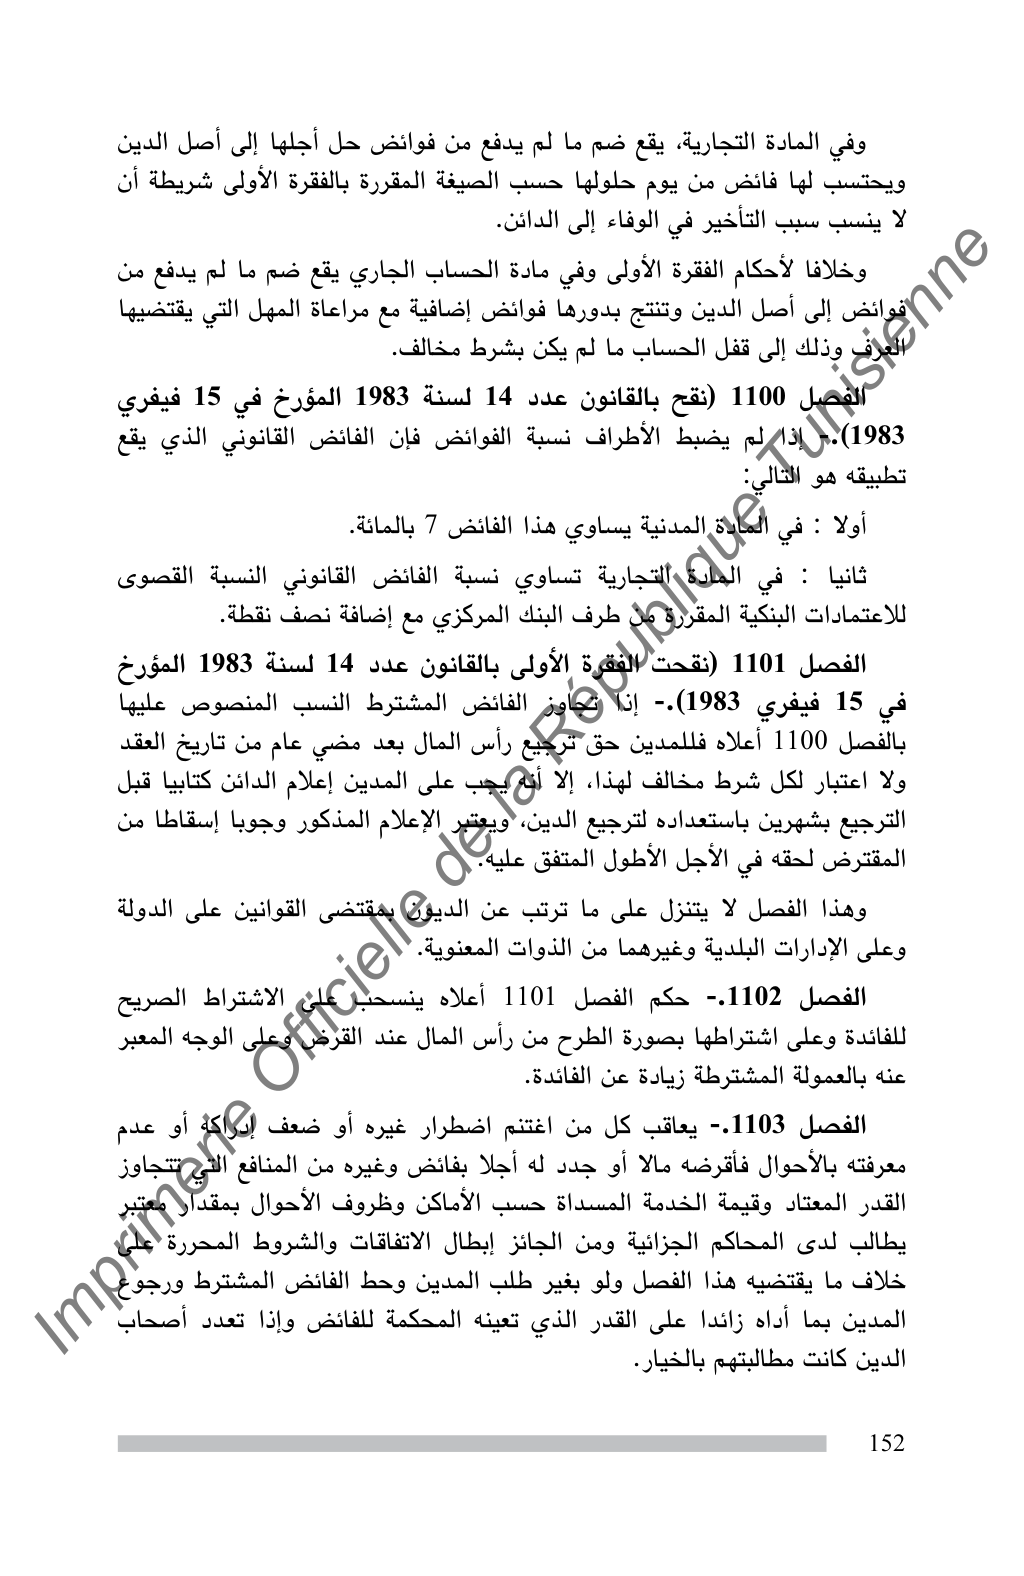 وفي المادة التجارية، يقع ضم ما لم يدفع من فوائض حل أجلها إلى أصل الدين
ويحتسب لها فائض من يوم حلولها حسب الصيغة المقررة بالفقرة الأولى شريطة أن
لا ينسب سبب التأخير في الوفاء إلى الدائن.
وخلافا لأحكام الفقرة الأولى وفي مادة الحساب الجاري يقع ضم ما لم يدفع من
فوائض إلى أصل الدين وتنتج بدورها فوائض إضافية مع مراعاة المهل التي يقتضيها
العرف وذلك إلى قفل الحساب ما لم يكن بشرط مخالف.
الفصل 1100 (نقح بالقانون عدد 14 لسنة 1983 المؤرخ في 15 فيفري
1983).- إذا لم يضبط الأطراف نسبة الفوائض فإن الفائض القانوني الذي يقع
تطبيقه هو التالي:
أولا : في المادة المدنية يساوي هذا الفائض 7 بالمائة.
ثانيا : في المادة التجارية تساوي نسبة الفائض القانوني النسبة القصوى
للاعتمادات البنكية المقررة من طرف البنك المركزي مع إضافة نصف نقطة.
الفصل 1101 (نقحت الفقرة الأولى بالقانون عدد 14 لسنة 1983 المؤرخ
في 15 فيفري 1983).- إذا تجاوز الفائض المشترط النسب المنصوص عليها
بالفصل 1100 أعلاه فللمدين حق ترجيع رأس المال بعد مضي عام من تاريخ العقد
ولا اعتبار لكل شرط مخالف لهذا، إلا أنه يجب على المدين إعلام الدائن كتابيا قبل
الترجيع بشهرين باستعداده لترجيع الدين، ويعتبر الإعلام المذكور وجوبا إسقاطا من
المقترض لحقه في الأجل الأطول المتفق عليه.
وهذا الفصل لا يتنزل على ما ترتب عن الديون بمقتضى القوانين على الدولة
وعلى الإدارات البلدية وغيرهما من الذوات المعنوية.
الفصل 1102.- حكم الفصل 1101 أعلاه ينسحب على الاشتراط الصريح
للفائدة وعلى اشتراطها بصورة الطرح من رأس المال عند القرض وعلى الوجه المعبر
عنه بالعمولة المشترطة زيادة عن الفائدة.
الفصل 1103.- يعاقب كل من اغتنم اضطرار غيره أو ضعف إدراكه أو عدم
معرفته بالأحوال فأقرضه مالا أو جدد له أجلا بفائض وغيره من المنافع التي تتجاوز
القدر المعتاد وقيمة الخدمة المسداة حسب الأماكن وظروف الأحوال بمقدار معتبر
يطالب لدى المحاكم الجزائية ومن الجائز إبطال الاتفاقات والشروط المحررة على
خلاف ما يقتضيه هذا الفصل ولو بغير طلب المدين وحط الفائض المشترط ورجوع
المدين بما أداه زائدا على القدر الذي تعينه المحكمة للفائض وإذا تعدد أصحاب
الدين كانت مطالبتهم بالخيار.
152
Imprimerie Officielle de la République Tunisienne